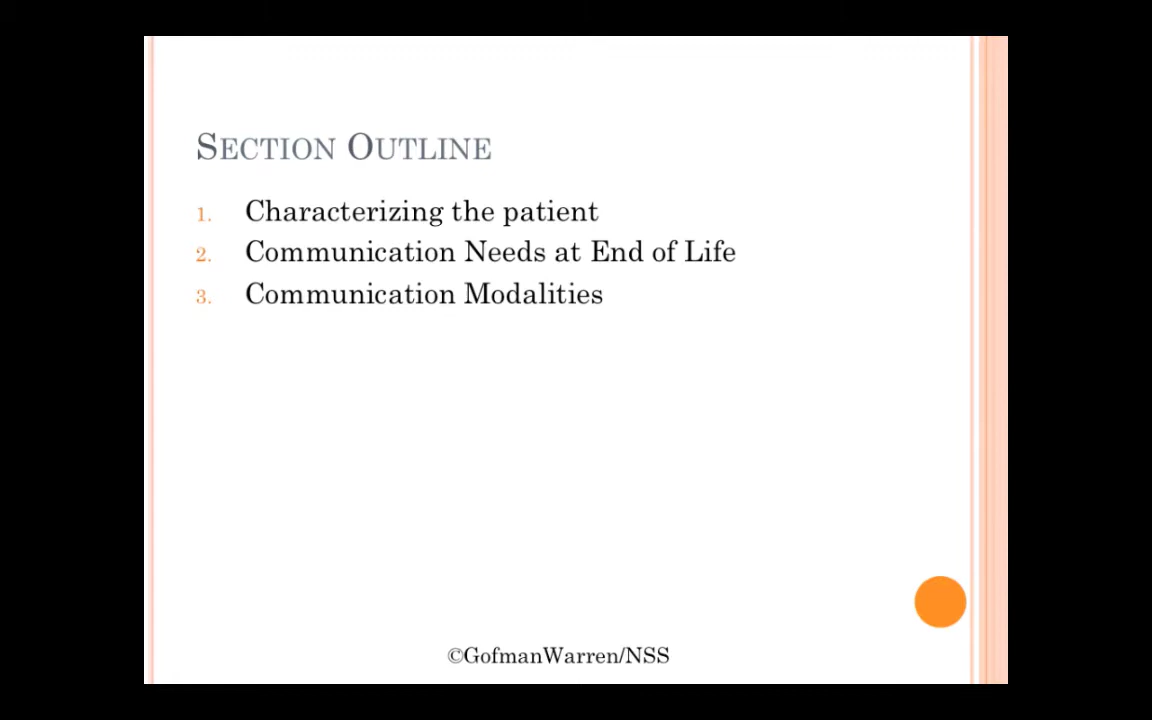 Section Outline
1. Characterizing the patient
2. Communication Needs at End of Life
3. Communication Modalities
©GofmanWarren/NSS